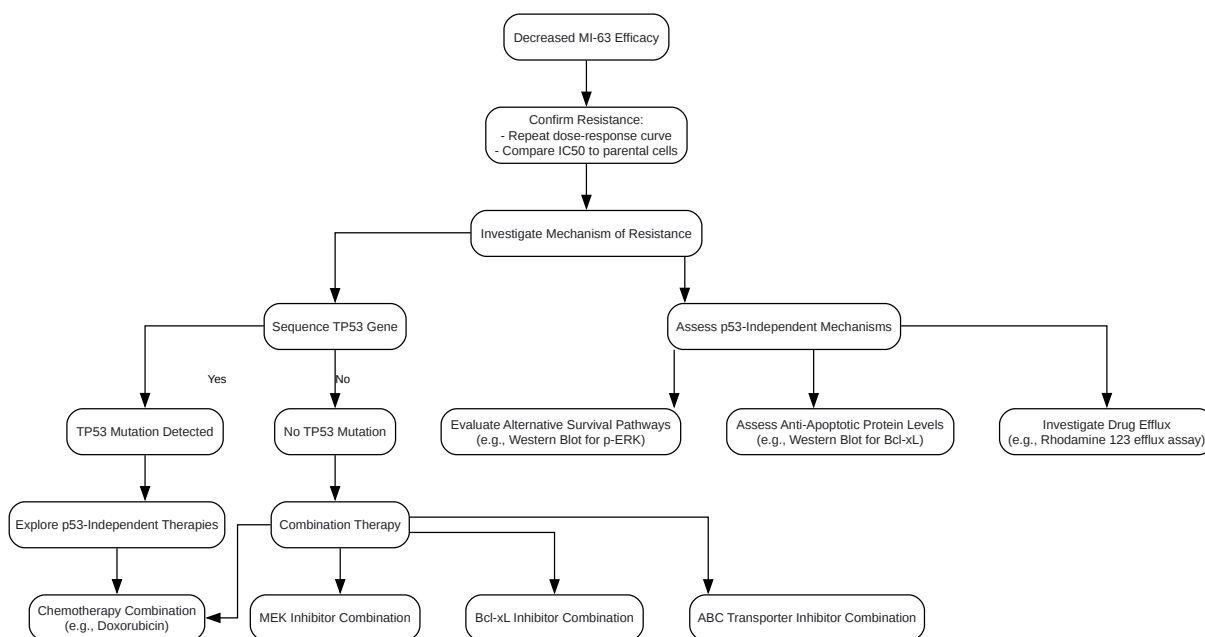 Decreased MI-63 Efficacy
Confirm Resistance:
- Repeat dose-response curve
- Compare IC50 to parental cells
Investigate Mechanism of Resistance
Sequence TP53 Gene
Assess p53-Independent Mechanisms
Yes
No
TP53 Mutation Detected
No TP53 Mutation
Evaluate Alternative Survival Pathways
(e.g., Western Blot for p-ERK)
Assess Anti-Apoptotic Protein Levels
(e.g., Western Blot for Bcl-xL)
Investigate Drug Efflux
(e.g., Rhodamine 123 efflux assay)
Explore p53-Independent Therapies
Combination Therapy
Chemotherapy Combination
(e.g., Doxorubicin)
MEK Inhibitor Combination
Bcl-xL Inhibitor Combination
ABC Transporter Inhibitor Combination